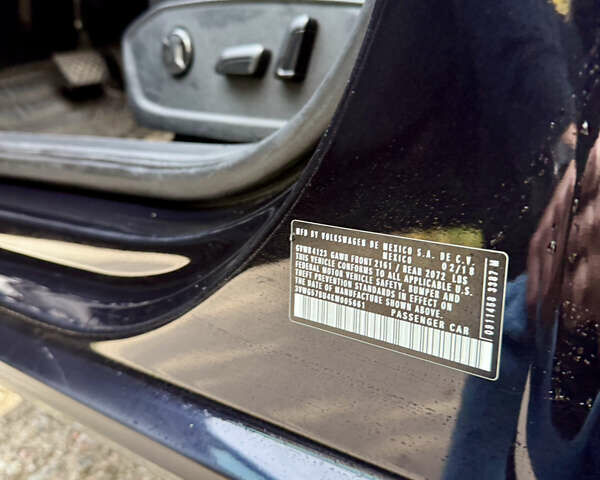 MFD BY VOLKSWAGEN DE MEXICO S.A. DE C.V.
MEXICO 02/18
GVWR 4123 GAWR FRONT 2161 / REAR 2072 LBS
THIS VEHICLE CONFORMS TO ALL APPLICABLE U.S.
FEDERAL MOTOR VEHICLE SAFETY, BUMPER AND
THEFT PREVENTION STANDARDS IN EFFECT ON
THE DATE OF MANUFACTURE SHOWN ABOVE.
PASSENGER CAR